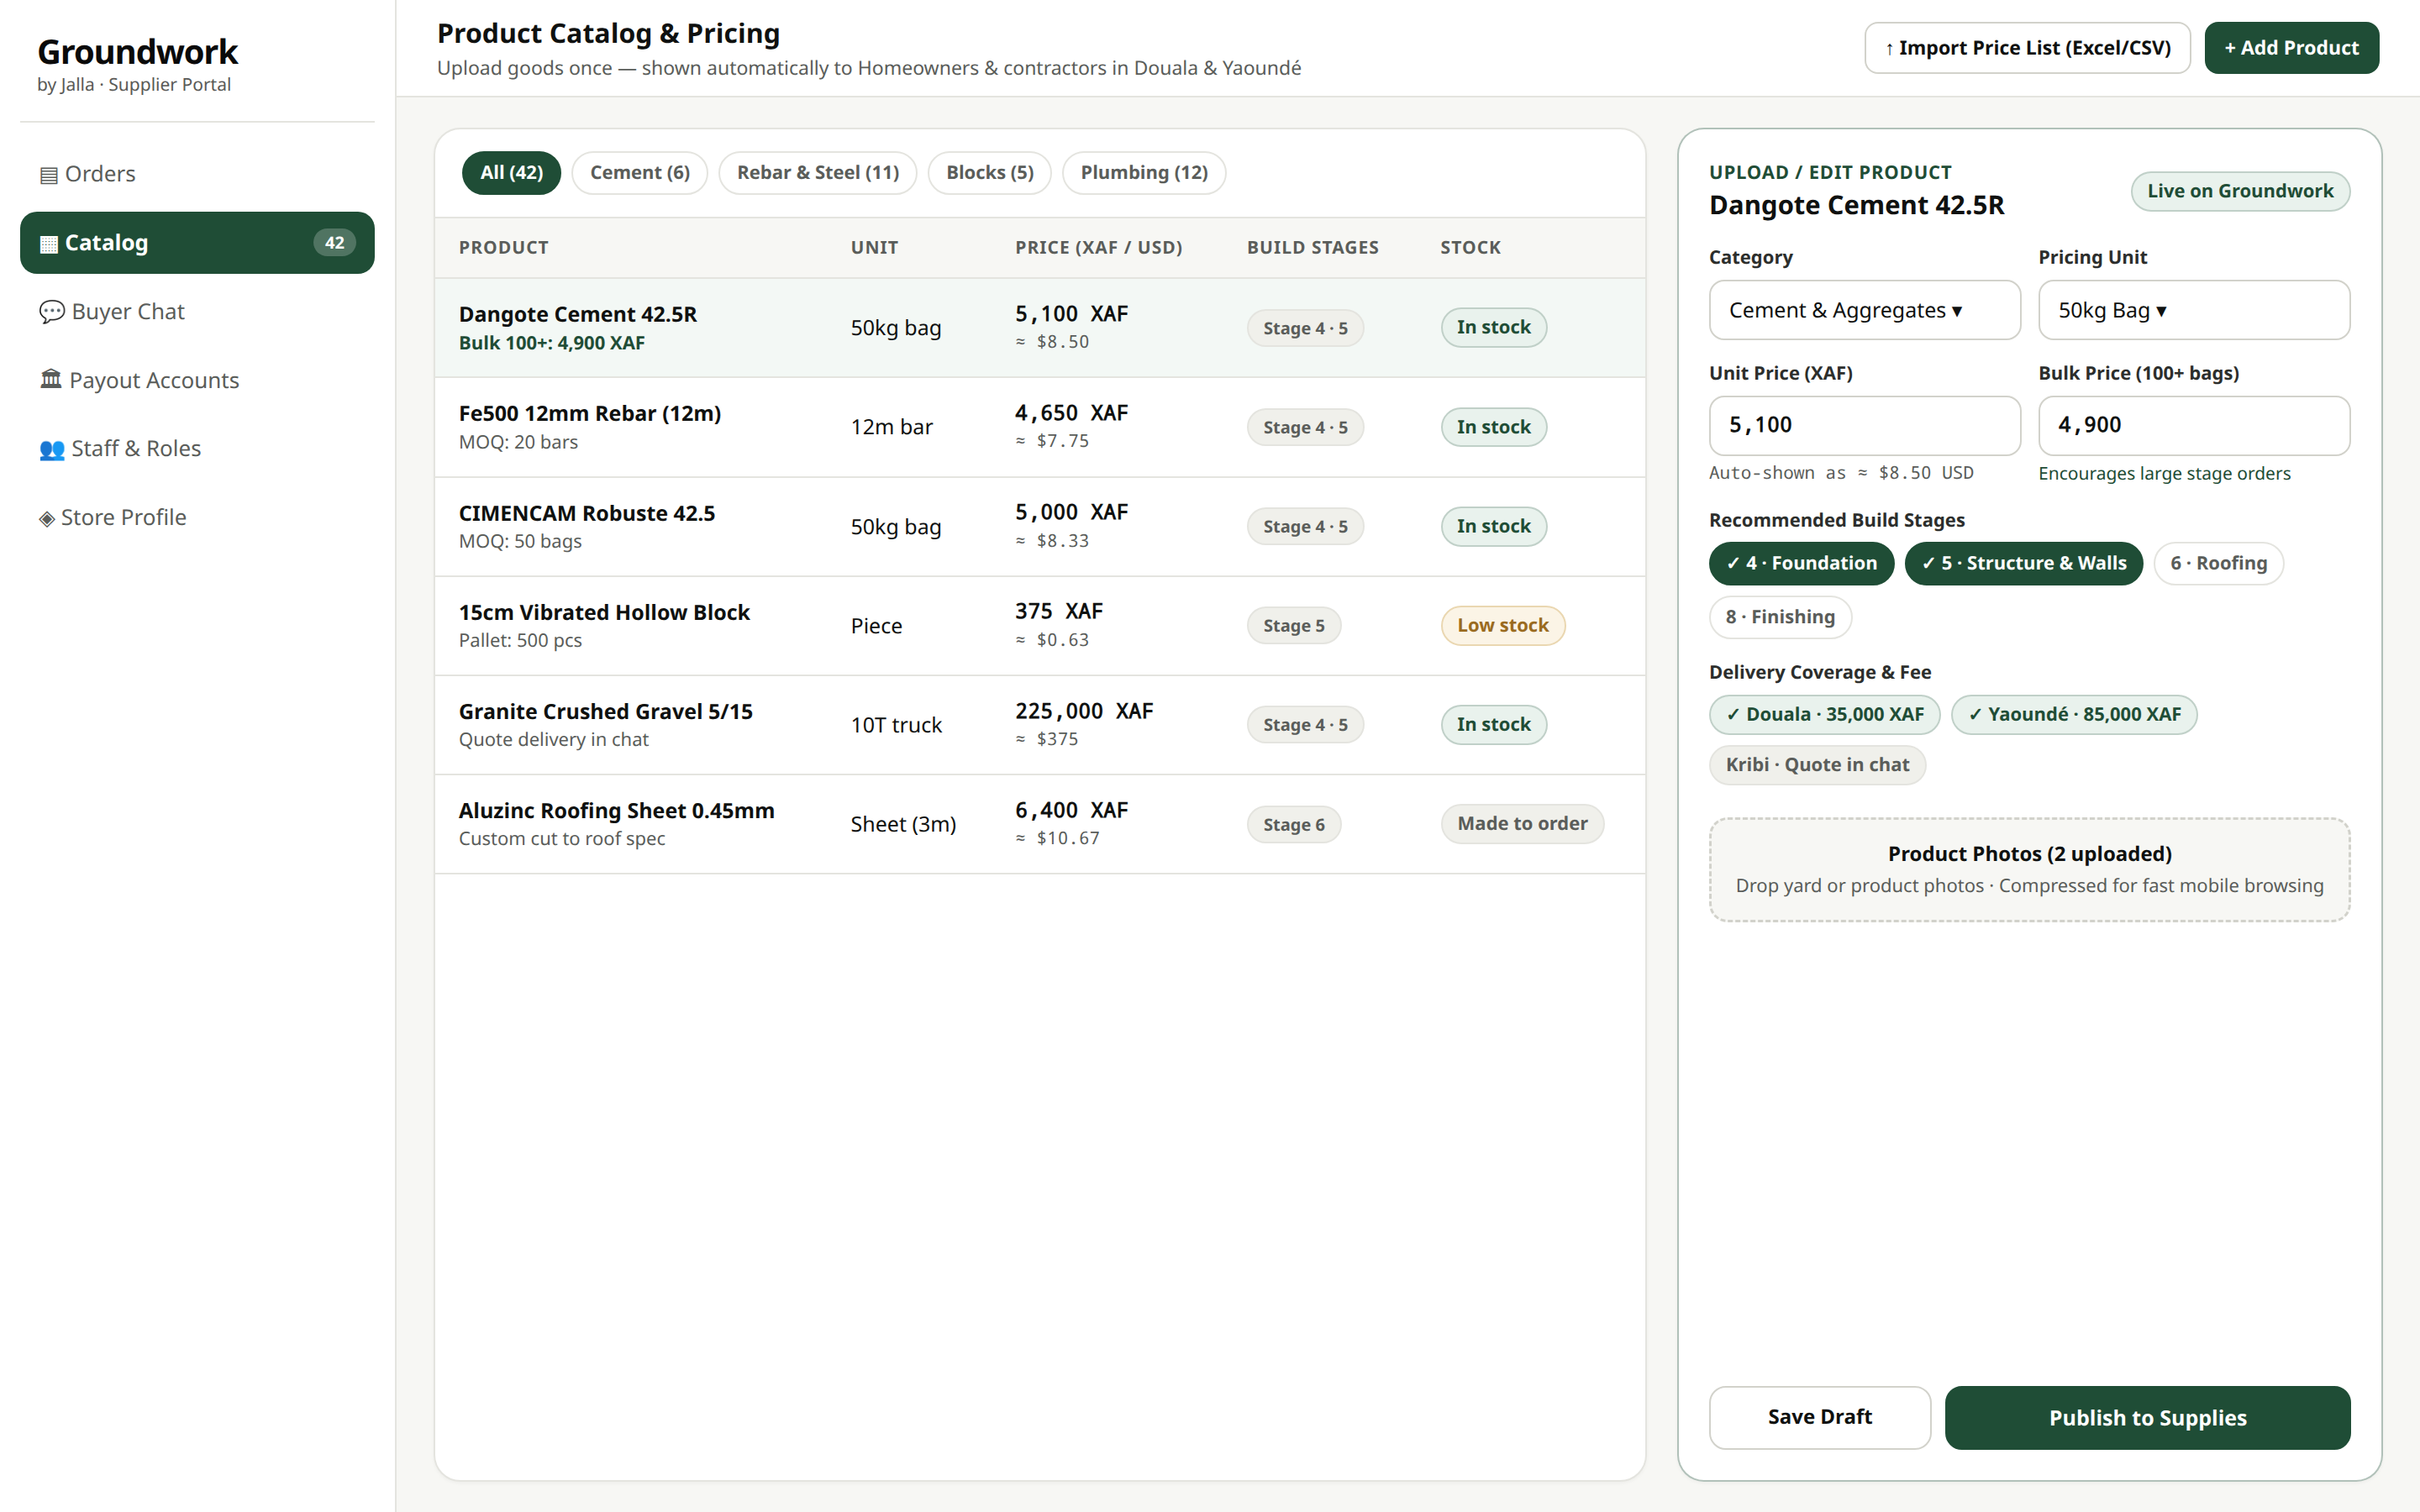 Groundwork
by Jalla · Supplier Portal
▤ Orders
▦ Catalog 42
💬 Buyer Chat
🏛 Payout Accounts
👥 Staff & Roles
◈ Store Profile
Product Catalog & Pricing
Upload goods once — shown automatically to Homeowners & contractors in Douala & Yaoundé
↑ Import Price List (Excel/CSV) + Add Product
All (42) Cement (6) Rebar & Steel (11) Blocks (5) Plumbing (12)
PRODUCT UNIT PRICE (XAF / USD) BUILD STAGES STOCK
Dangote Cement 42.5R
Bulk 100+: 4,900 XAF
50kg bag
5,100 XAF
≈ $8.50
Stage 4 · 5
In stock
Fe500 12mm Rebar (12m)
MOQ: 20 bars
12m bar
4,650 XAF
≈ $7.75
Stage 4 · 5
In stock
CIMENCAM Robuste 42.5
MOQ: 50 bags
50kg bag
5,000 XAF
≈ $8.33
Stage 4 · 5
In stock
15cm Vibrated Hollow Block
Pallet: 500 pcs
Piece
375 XAF
≈ $0.63
Stage 5
Low stock
Granite Crushed Gravel 5/15
Quote delivery in chat
10T truck
225,000 XAF
≈ $375
Stage 4 · 5
In stock
Aluzinc Roofing Sheet 0.45mm
Custom cut to roof spec
Sheet (3m)
6,400 XAF
≈ $10.67
Stage 6
Made to order
UPLOAD / EDIT PRODUCT
Dangote Cement 42.5R
Live on Groundwork
Category
Cement & Aggregates ▾
Pricing Unit
50kg Bag ▾
Unit Price (XAF)
5,100
Auto-shown as ≈ $8.50 USD
Bulk Price (100+ bags)
4,900
Encourages large stage orders
Recommended Build Stages
✓ 4 · Foundation ✓ 5 · Structure & Walls 6 · Roofing
8 · Finishing
Delivery Coverage & Fee
✓ Douala · 35,000 XAF ✓ Yaoundé · 85,000 XAF
Kribi · Quote in chat
Product Photos (2 uploaded)
Drop yard or product photos · Compressed for fast mobile browsing
Save Draft Publish to Supplies